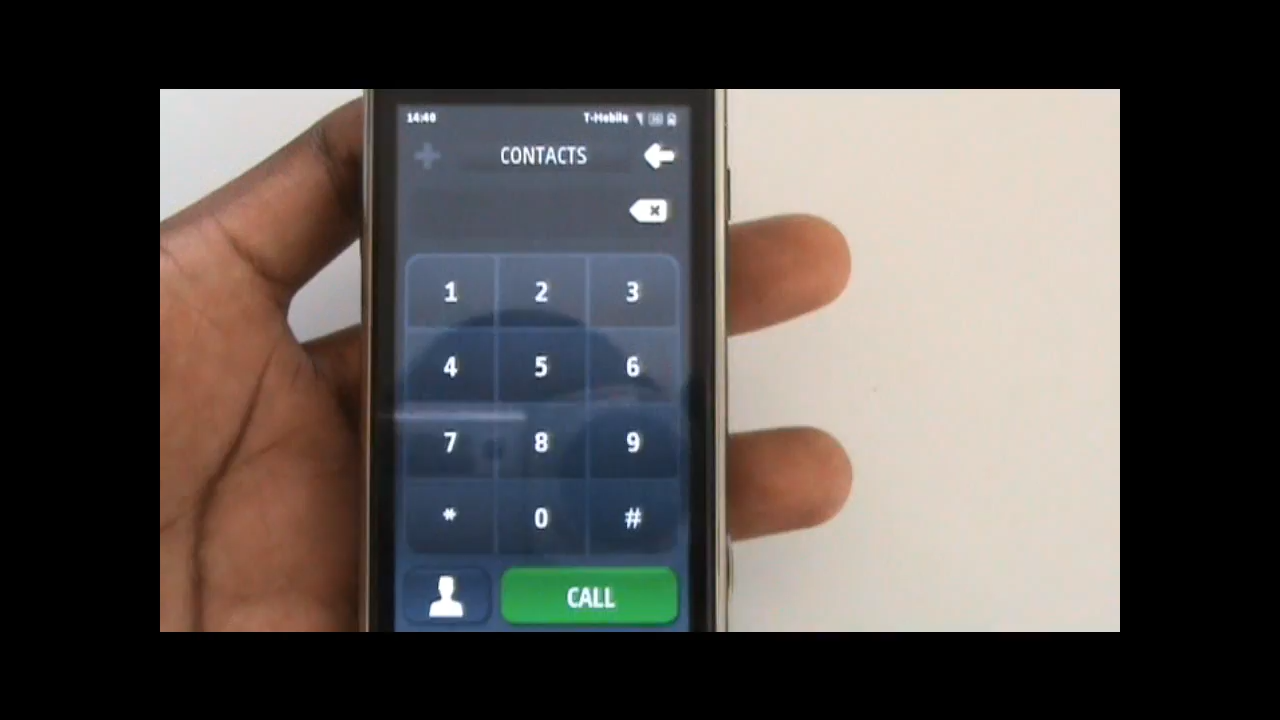 14:40 T-Mobile
CONTACTS
1 2 3
4 5 6
7 8 9
* 0 #
CALL